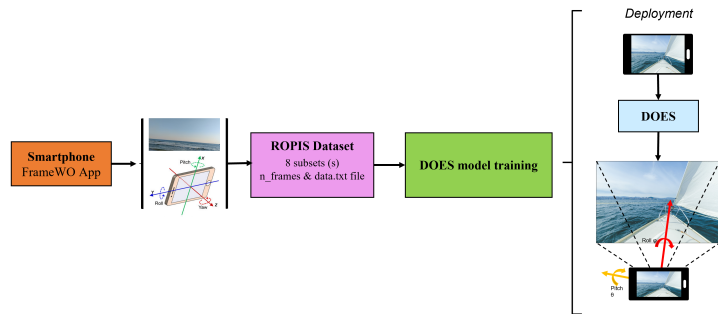 Smartphone
FrameWO App
Pitch
X
Y
Roll
Yaw
Z
ROPIS Dataset
8 subsets (s)
n_frames & data.txt file
DOES model training
Deployment
DOES
Roll φ
Pitch
θ